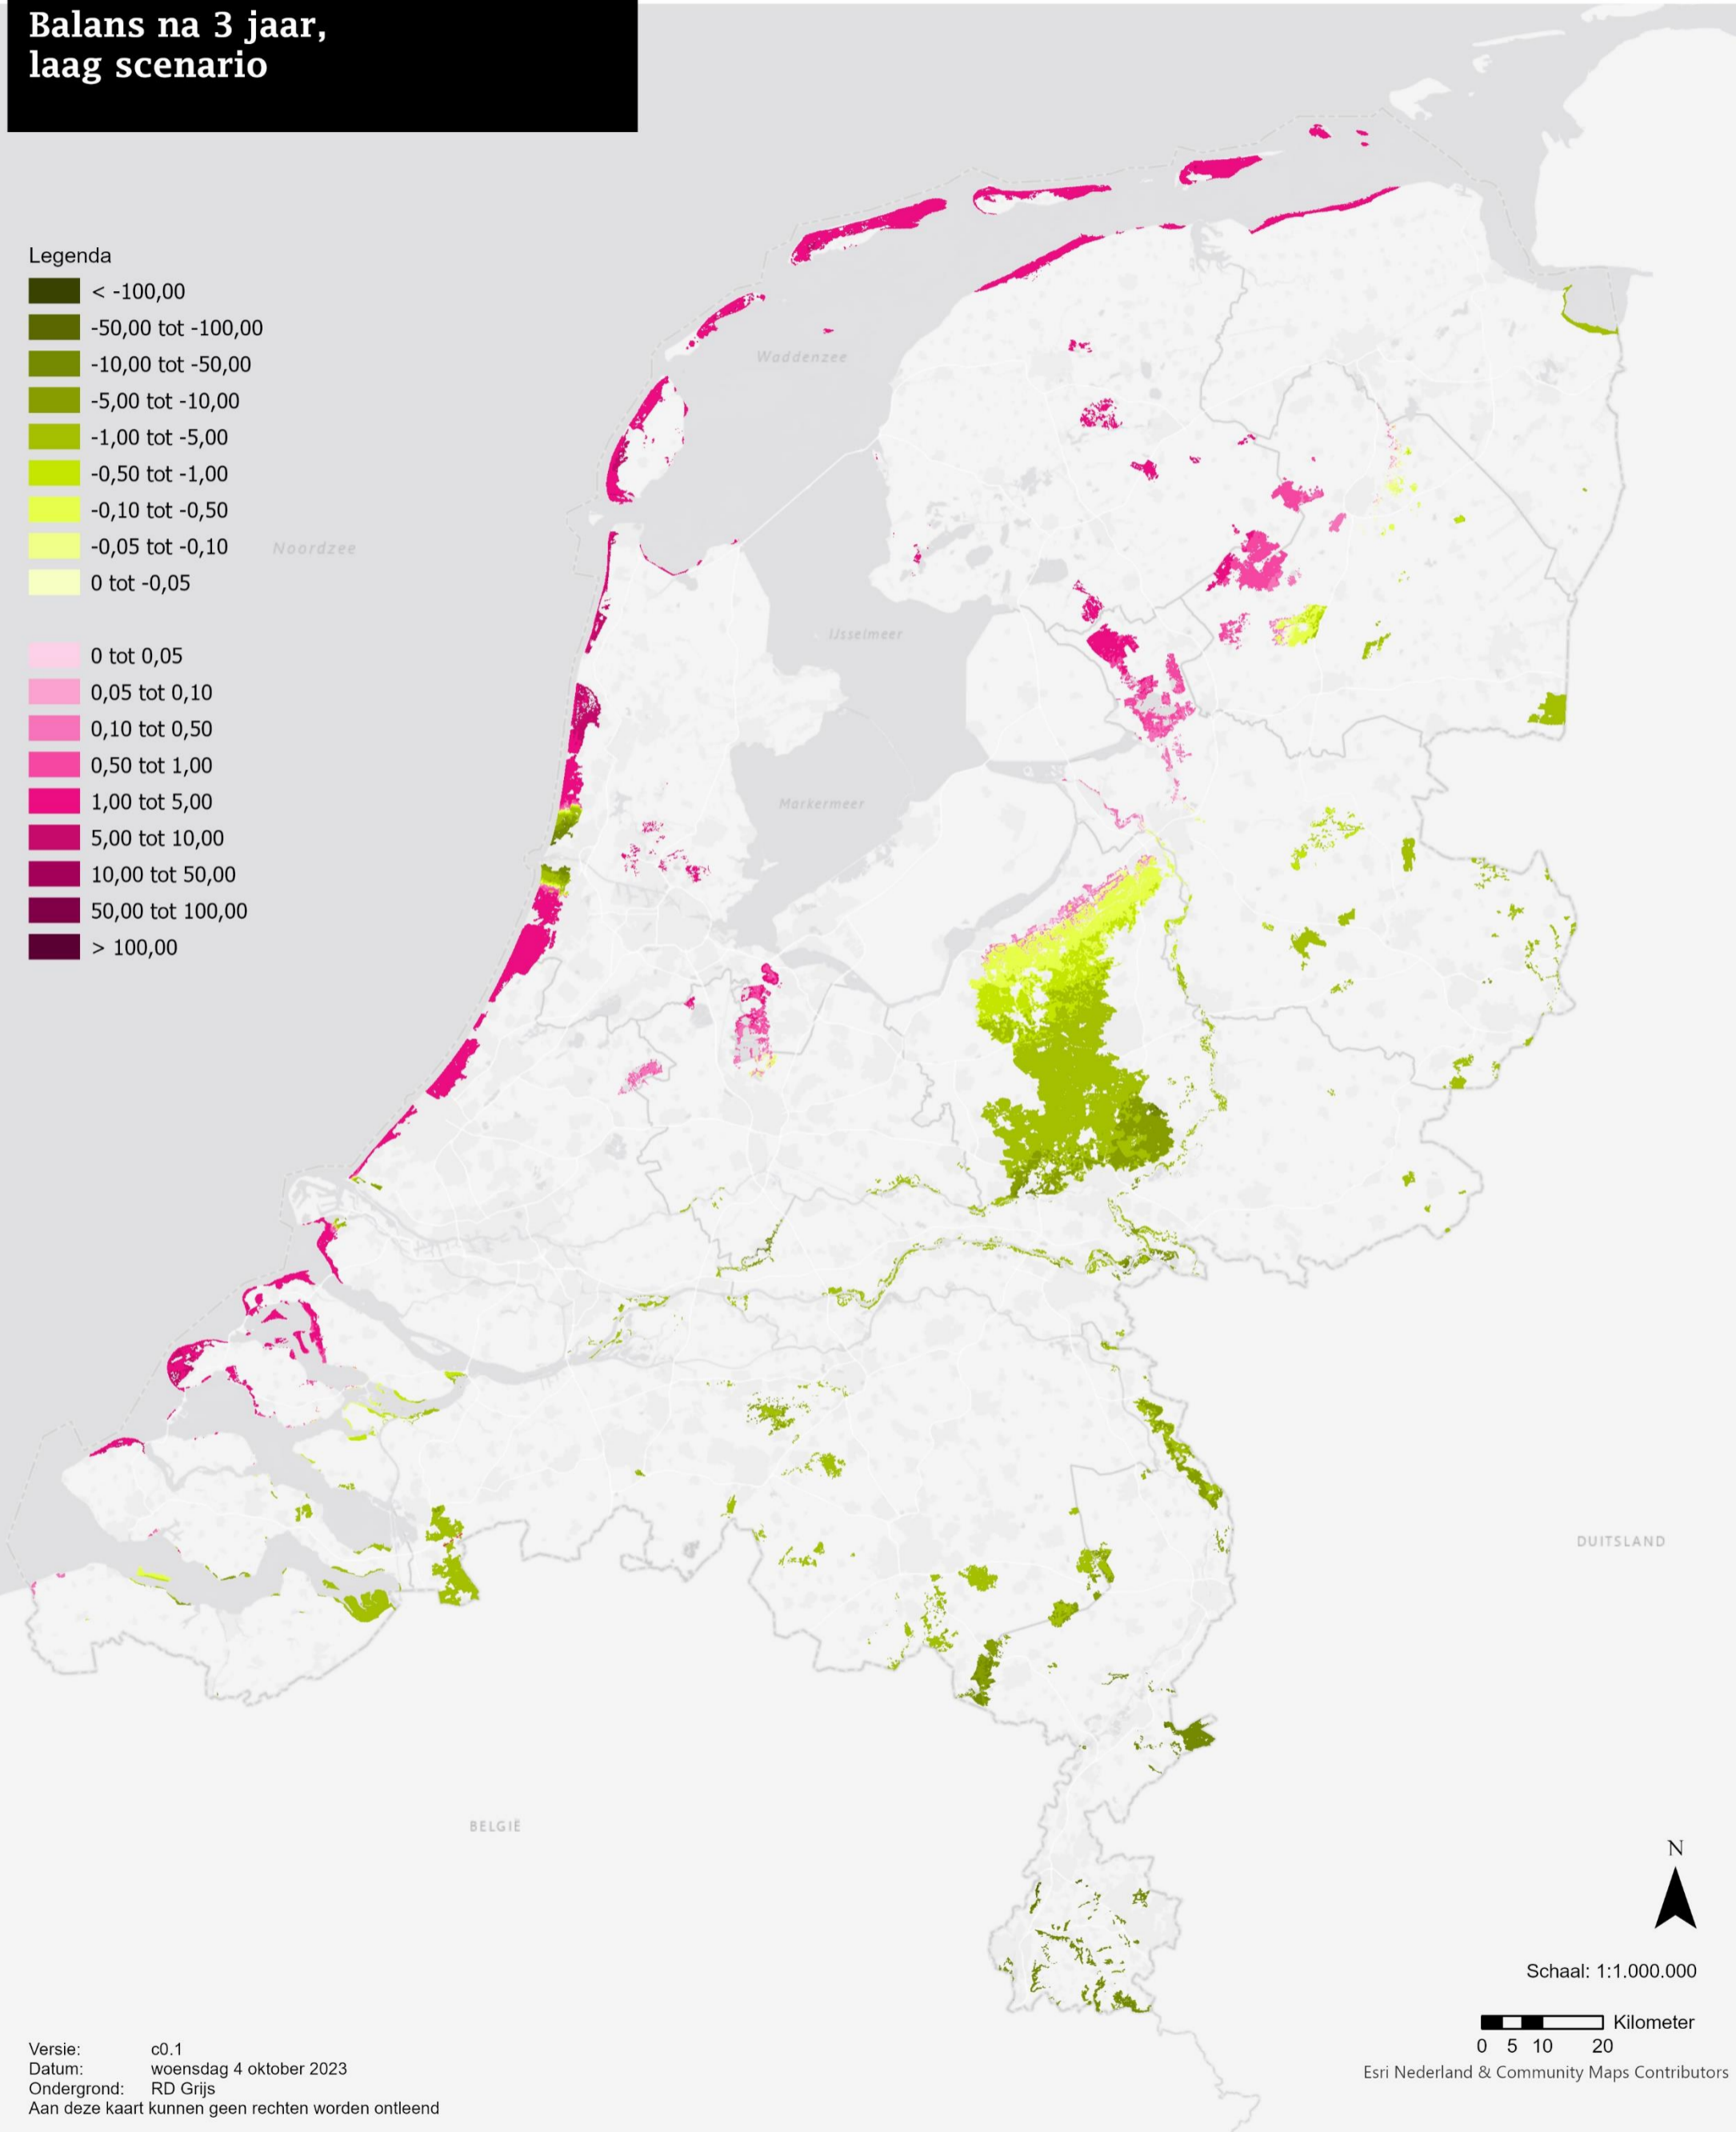 Balans na 3 jaar,
laag scenario
Legenda
< -100,00
-50,00 tot -100,00
-10,00 tot -50,00
-5,00 tot -10,00
-1,00 tot -5,00
-0,50 tot -1,00
-0,10 tot -0,50
-0,05 tot -0,10
0 tot -0,05
0 tot 0,05
0,05 tot 0,10
0,10 tot 0,50
0,50 tot 1,00
1,00 tot 5,00
5,00 tot 10,00
10,00 tot 50,00
50,00 tot 100,00
> 100,00
Waddenzee
Noordzee
IJsselmeer
Markermeer
DUITSLAND
BELGIË
N
Schaal: 1:1.000.000
Kilometer
0 5 10 20
Esri Nederland & Community Maps Contributors
Versie: c0.1
Datum: woensdag 4 oktober 2023
Ondergrond: RD Grijs
Aan deze kaart kunnen geen rechten worden ontleend